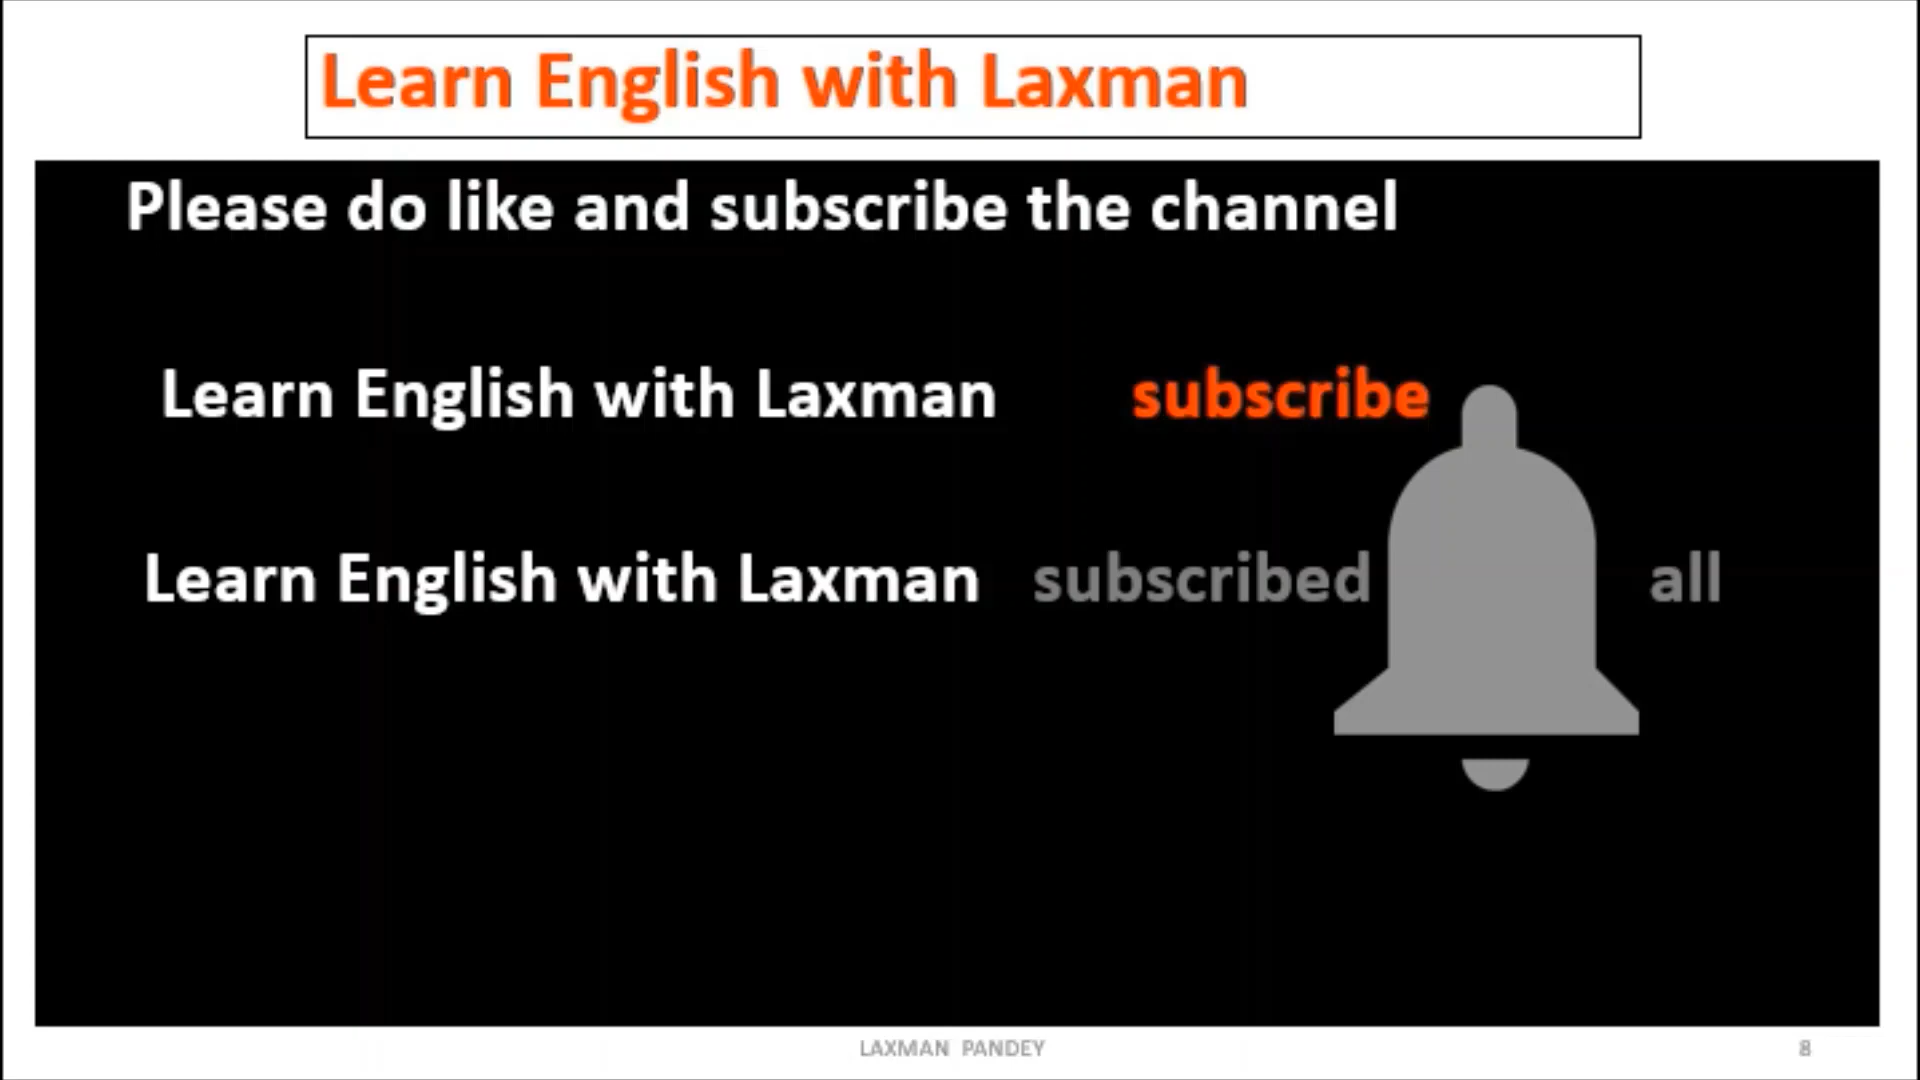 Learn English with Laxman
Please do like and subscribe the channel
Learn English with Laxman subscribe
Learn English with Laxman subscribed all
LAXMAN PANDEY 8